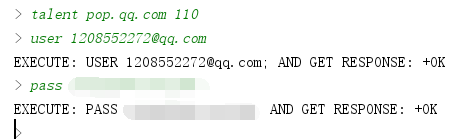 > talent pop.qq.com 110
> user 1208552272@qq.com
EXECUTE: USER 1208552272@qq.com; AND GET RESPONSE: +OK
> pass
EXECUTE: PASS AND GET RESPONSE: +OK
>